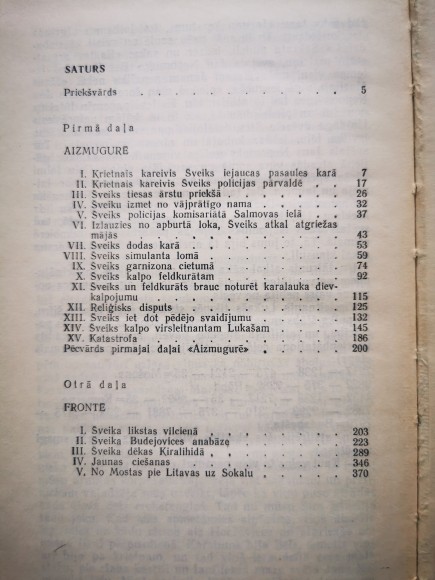 SATURS
Priekšvārds . . . . . . . . . . . 5
Pirmā daļa
AIZMUGURĒ
I. Krietnais kareivis Šveiks iejaucas pasaules karā 7
II. Krietnais kareivis Šveiks policijas pārvaldē . . 17
III. Šveiks tiesas ārstu priekšā . . . . . . 26
IV. Šveiku izmet no vājprātīgo nama . . . . 32
V. Šveiks policijas komisariātā Salmovas ielā . . 37
VI. Izlauzies no apburtā loka, Šveiks atkal atgriežas
mājās . . . . . . . . . . 43
VII. Šveiks dodas karā . . . . . . . . 53
VIII. Šveiks simulanta lomā . . . . . . . 59
IX. Šveiks garnizona cietumā . . . . . . 74
X. Šveiks kalpo feldkurātam . . . . . . 92
XI. Šveiks un feldkurāts brauc noturēt karalauka diev-
kalpojumu . . . . . . . . . 115
XII. Reliģisks disputs . . . . . . . . 125
XIII. Šveiks iet dot pēdējo svaidījumu . . . . 132
XIV. Šveiks kalpo virsleitnantam Lukašam . . . 145
XV. Katastrofa . . . . . . . . . . 186
Pēcvārds pirmajai daļai «Aizmugurē» . . . . . 200
Otrā daļa
FRONTĒ
I. Šveika likstas vilcienā . . . . . . . 203
II. Šveika Budejovices anabāze . . . . . . 223
III. Šveika dēkas Ķiralihidā . . . . . . . 289
IV. Jaunas ciešanas . . . . . . . . . 346
V. No Mostas pie Litavas uz Sokalu . . . . 370